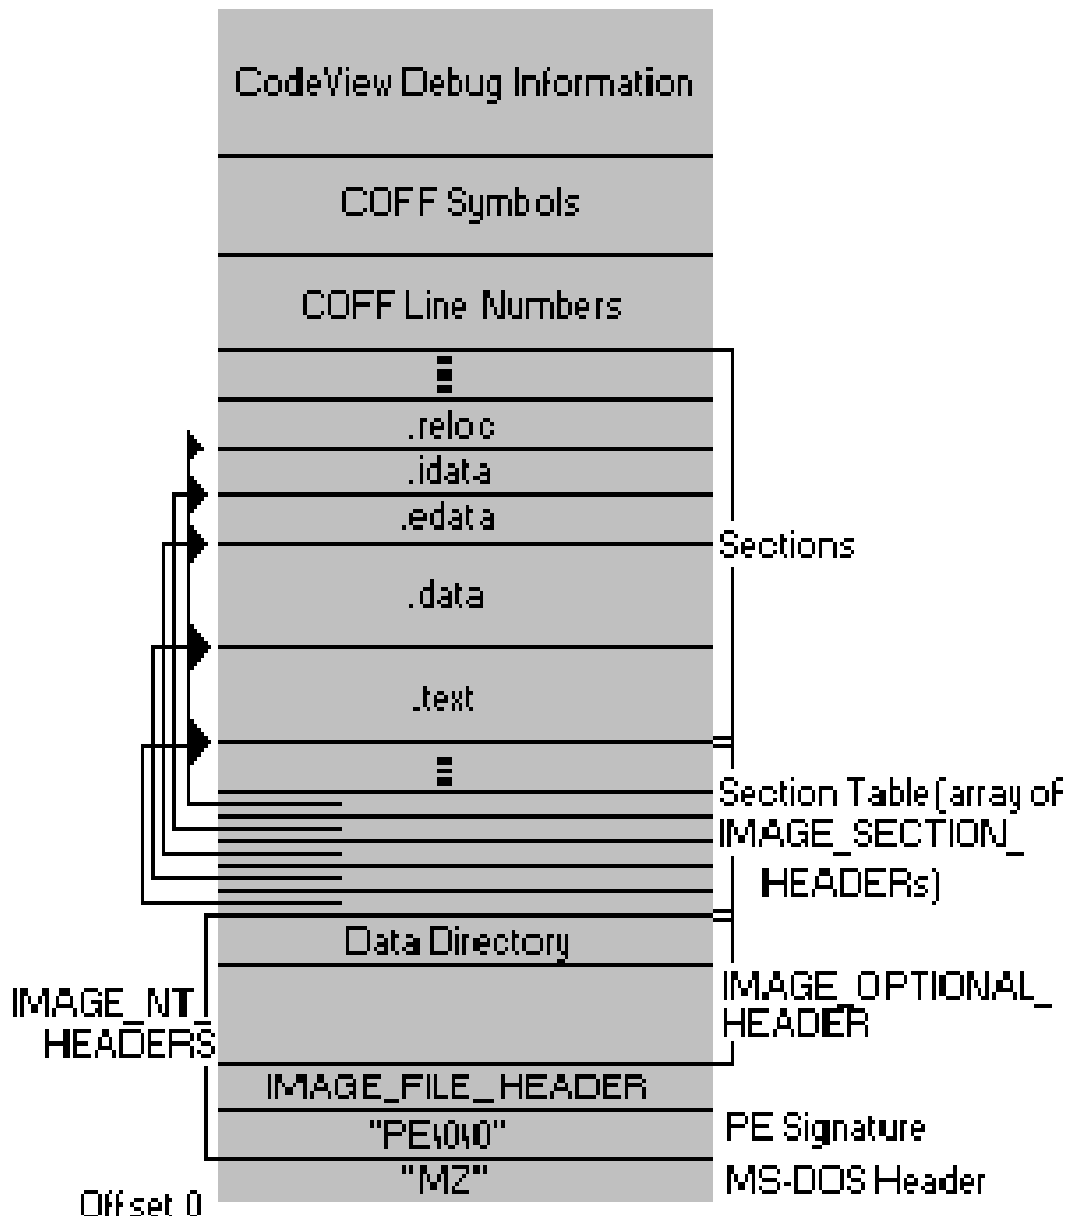 CodeView Debug Information
COFF Symbols
COFF Line Numbers
.reloc
.idata
.edata
Sections
.data
.text
Section Table (array of
IMAGE_SECTION_
HEADERs)
Data Directory
IMAGE_NT_
HEADERS
IMAGE_OPTIONAL_
HEADER
IMAGE_FILE_HEADER
"PE\0\0"
PE Signature
"MZ"
MS-DOS Header
Offset 0